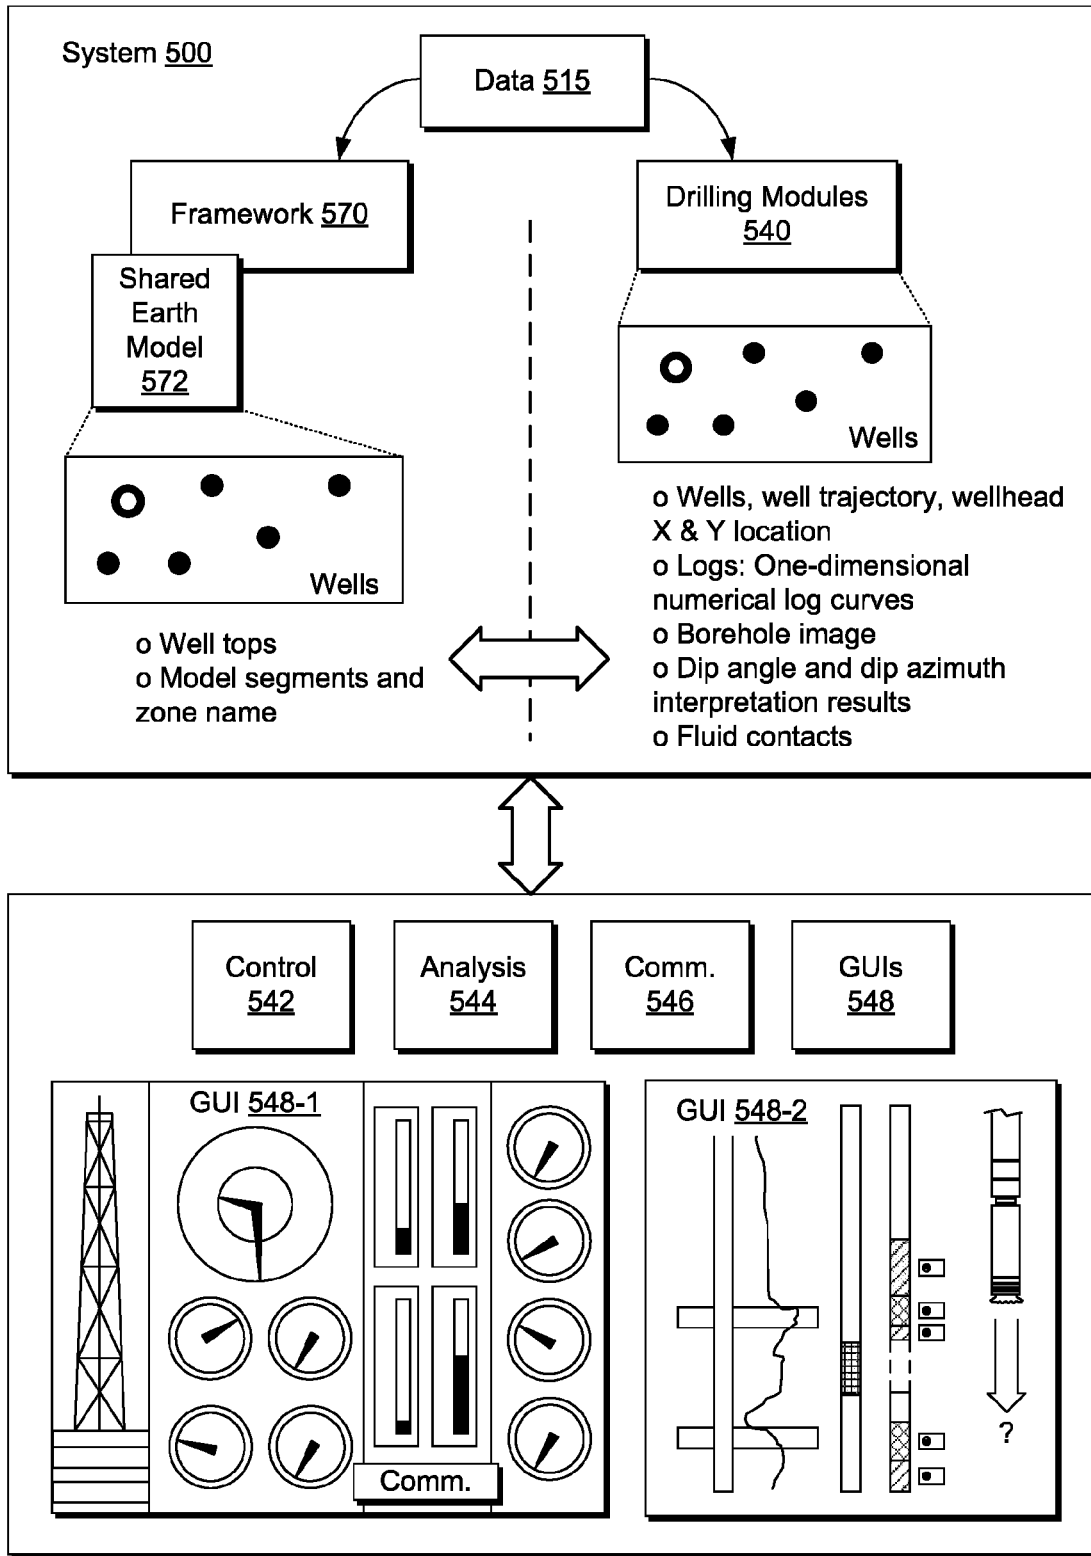 System 500
Data 515
Framework 570
Drilling Modules
540
Shared
Earth
Model
572
Wells
Wells
o Well tops
o Model segments and
zone name
o Wells, well trajectory, wellhead
X & Y location
o Logs: One-dimensional
numerical log curves
o Borehole image
o Dip angle and dip azimuth
interpretation results
o Fluid contacts
Control
542
Analysis
544
Comm.
546
GUIs
548
GUI 548-1
Comm.
GUI 548-2
?